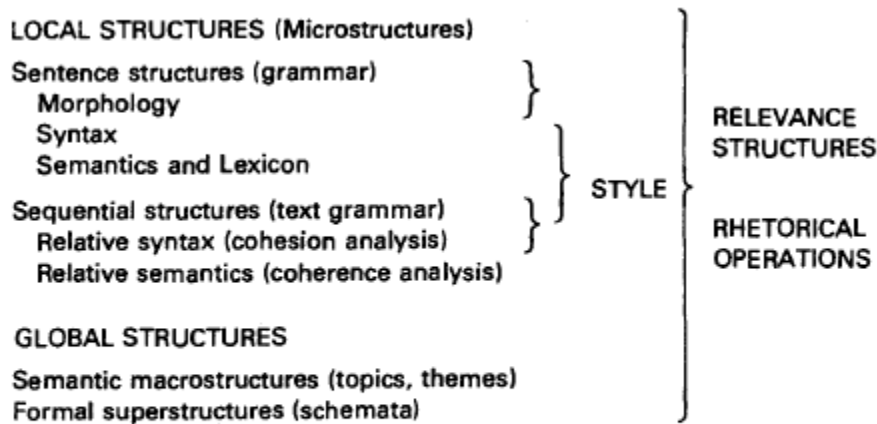 LOCAL STRUCTURES (Microstructures)
Sentence structures (grammar)
Morphology
Syntax
Semantics and Lexicon
Sequential structures (text grammar)
Relative syntax (cohesion analysis)
Relative semantics (coherence analysis)
GLOBAL STRUCTURES
Semantic macrostructures (topics, themes)
Formal superstructures (schemata)
STYLE
RELEVANCE
STRUCTURES
RHETORICAL
OPERATIONS